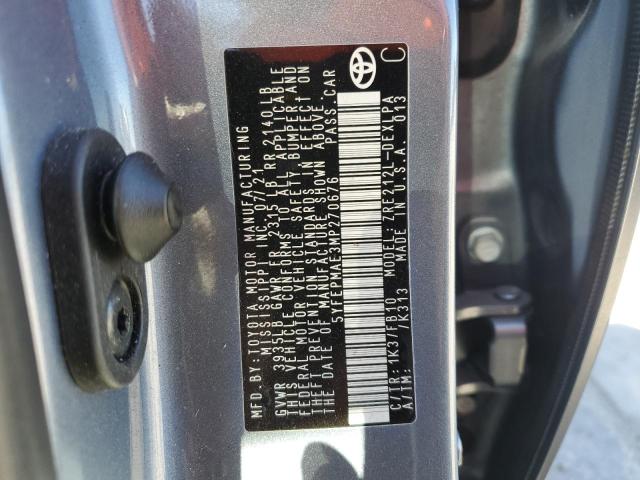 MFD.BY:TOYOTA MOTOR MANUFACTURING
MISSISSIPPI INC. 07/21
GVWR 3935LB GAWR FR 2315LB RR 2140LB
THIS VEHICLE CONFORMS TO ALL APPLICABLE
FEDERAL MOTOR VEHICLE SAFETY, BUMPER AND
THEFT PREVENTION STANDARDS IN EFFECT ON
THE DATE OF MANUFACTURE SHOWN ABOVE.
5YFEPMAE3MP270676 PASS.CAR
C
C/TR: 1K3/FB10 MODEL: ZRE212L-DEXLPA
A/TM: /K313 MADE IN U.S.A. 013